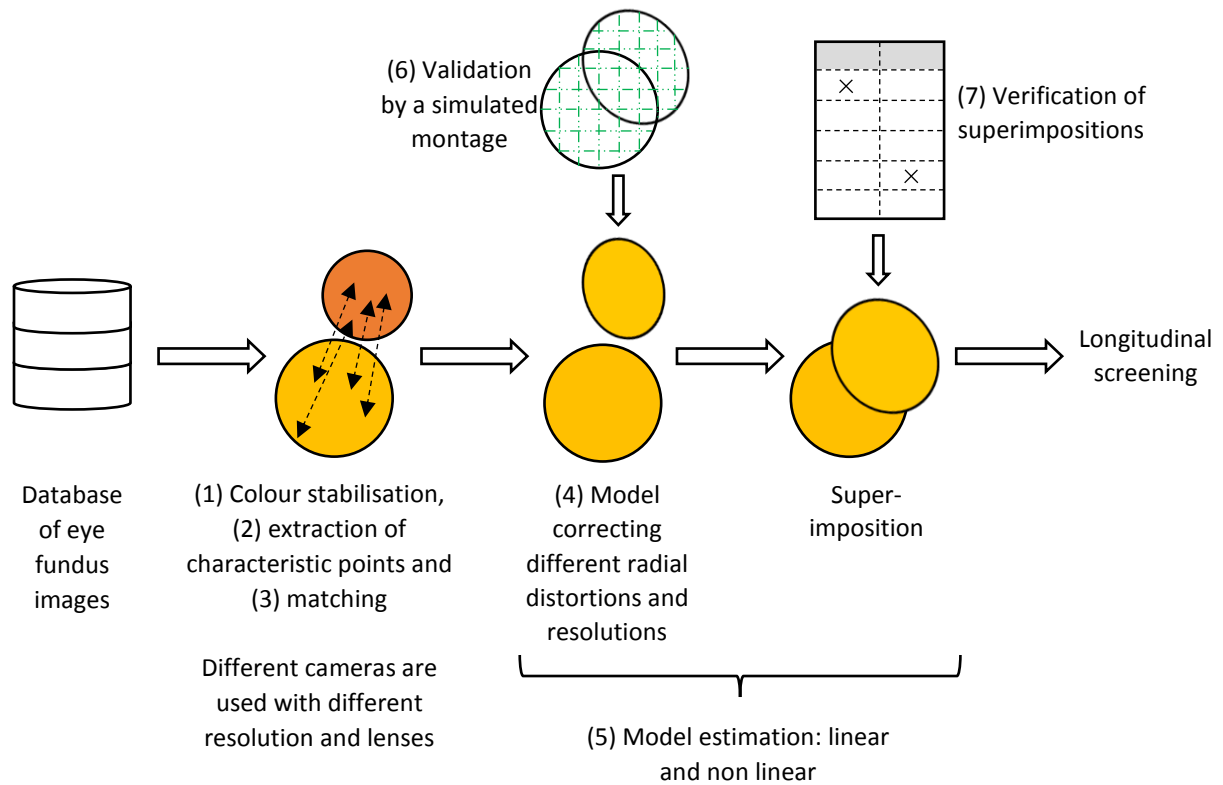 (6) Validation
by a simulated
montage
(7) Verification of
superimpositions
Longitudinal
screening
Database
of eye
fundus
images
(1) Colour stabilisation,
(2) extraction of
characteristic points and
(3) matching
(4) Model
correcting
different radial
distortions and
resolutions
Super-
imposition
Different cameras are
used with different
resolution and lenses
(5) Model estimation: linear
and non linear